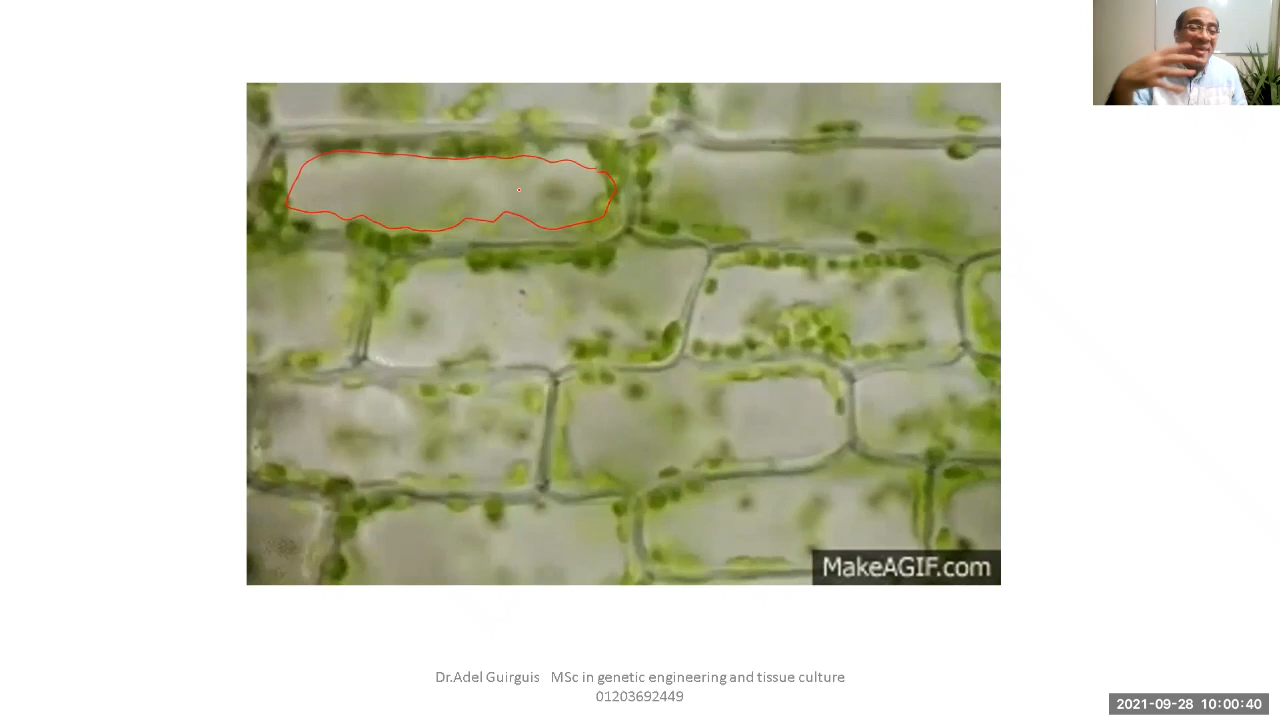 MakeAGIF.com
Dr.Adel Guirguis MSc in genetic engineering and tissue culture
01203692449
2021-09-28 10:00:40